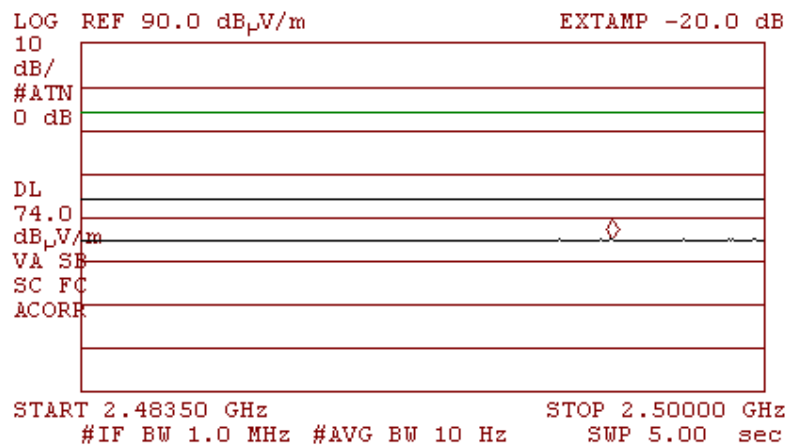 LOG REF 90.0 dBµV/m EXTAMP -20.0 dB
10
dB/
#ATN
0 dB
DL
74.0
dBµV/m
VA SB
SC FC
ACORR
START 2.48350 GHz STOP 2.50000 GHz
#IF BW 1.0 MHz #AVG BW 10 Hz SWP 5.00 sec